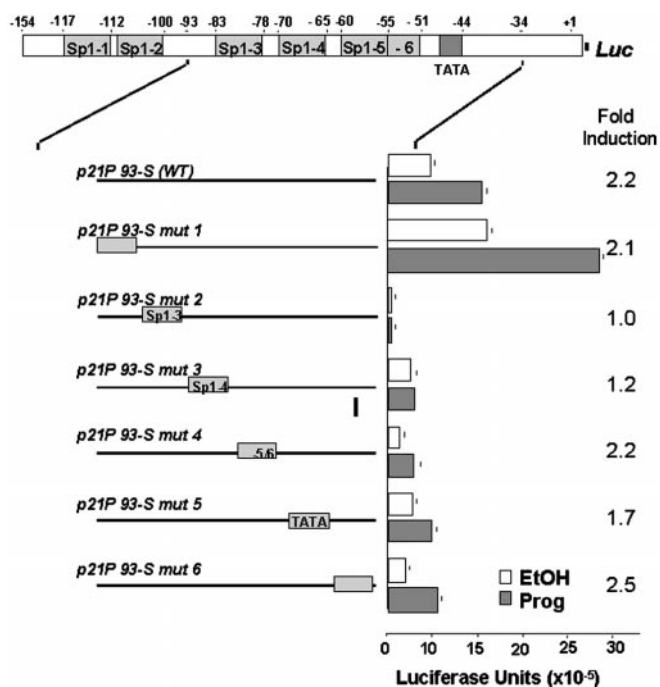 -154 -112 -100 -93 -83 -78 -70 -65 -60 -55 -51 -44 -34 +1
Sp1-1 Sp1-2 Sp1-3 Sp1-4 Sp1-5 - 6 Luc
TATA
Fold
Induction
p21P 93-S (WT) 2.2
p21P 93-S mut 1 2.1
p21P 93-S mut 2 1.0
Sp1-3
p21P 93-S mut 3 1.2
Sp1-4
p21P 93-S mut 4 2.2
-5/6
p21P 93-S mut 5 1.7
TATA
p21P 93-S mut 6 2.5
EtOH
Prog
0 10 20 30
Luciferase Units (x10-5)